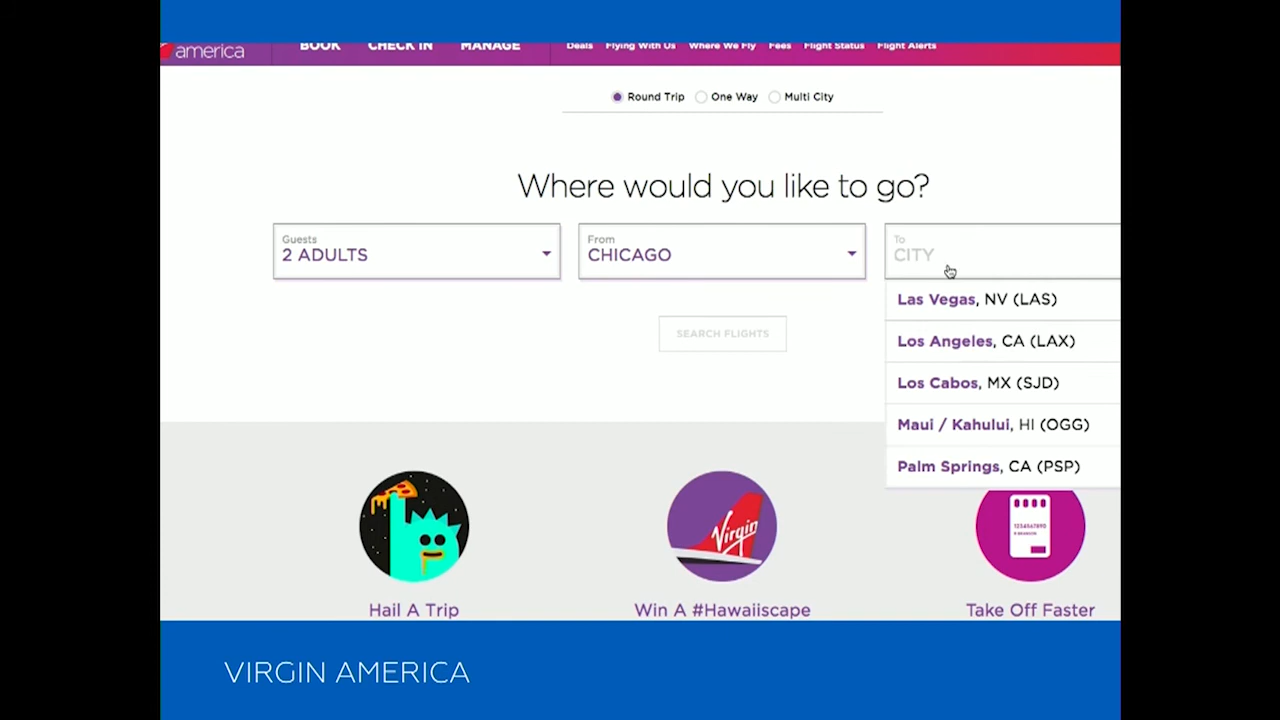 america
BOOK CHECK IN MANAGE Deals Flying With Us Where We Fly Fees Flight Status Flight Alerts
Round Trip One Way Multi City
Where would you like to go?
Guests
2 ADULTS
From
CHICAGO
To
CITY
Las Vegas, NV (LAS)
Los Angeles, CA (LAX)
Los Cabos, MX (SJD)
Maui / Kahului, HI (OGG)
Palm Springs, CA (PSP)
SEARCH FLIGHTS
Virgin
1234567890
R BRANSON
Hail A Trip
Win A #Hawaiiscape
Take Off Faster
VIRGIN AMERICA